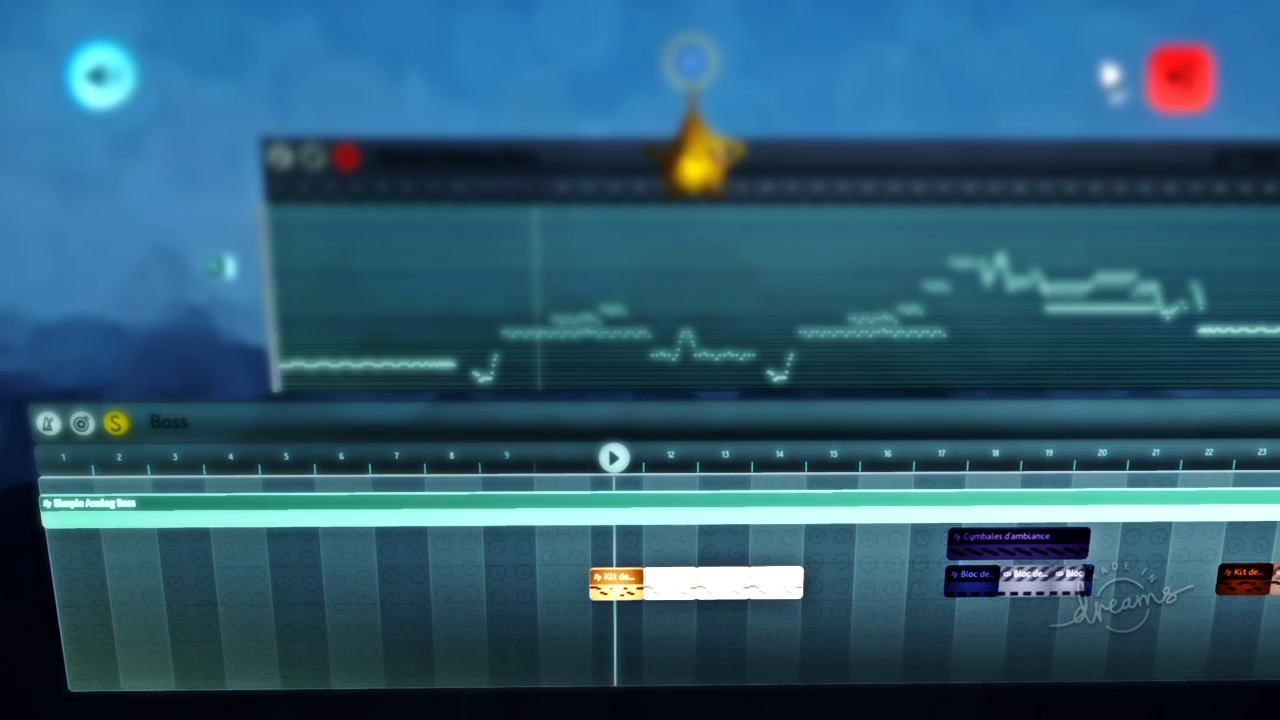 S Boss
1 2 3 4 5 6 7 8 9 12 13 14 15 16 17 18 19 20 21 22 23
Simple Analog Bass
Cymbales d'ambiance
Kit de... Bloc de... Bloc de... Bloc Kit de...
MADE IN
dreams